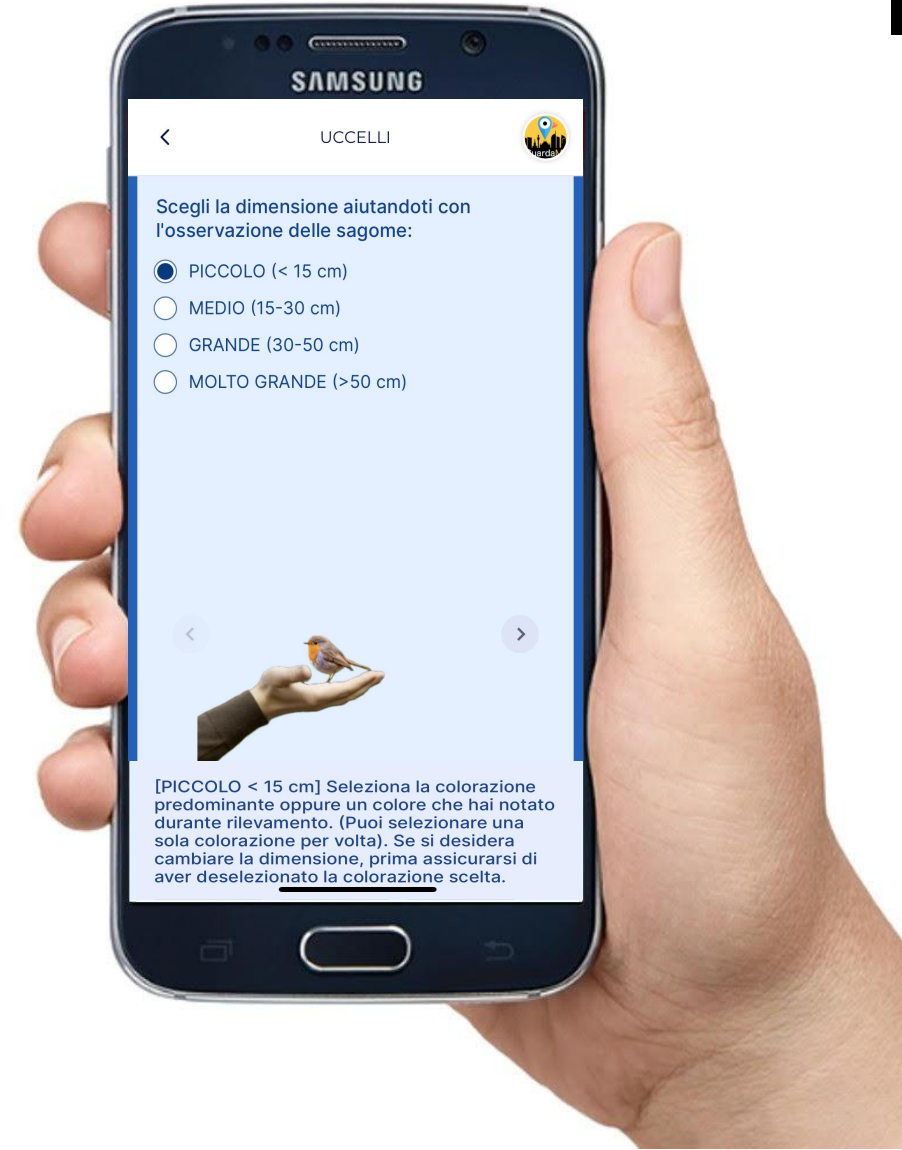 SAMSUNG
UCCELLI
Scegli la dimensione aiutandoti con
l'osservazione delle sagome:
PICCOLO (< 15 cm)
MEDIO (15-30 cm)
GRANDE (30-50 cm)
MOLTO GRANDE (>50 cm)
[PICCOLO < 15 cm] Seleziona la colorazione
predominante oppure un colore che hai notato
durante rilevamento. (Puoi selezionare una
sola colorazione per volta). Se si desidera
cambiare la dimensione, prima assicurarsi di
aver deselezionato la colorazione scelta.